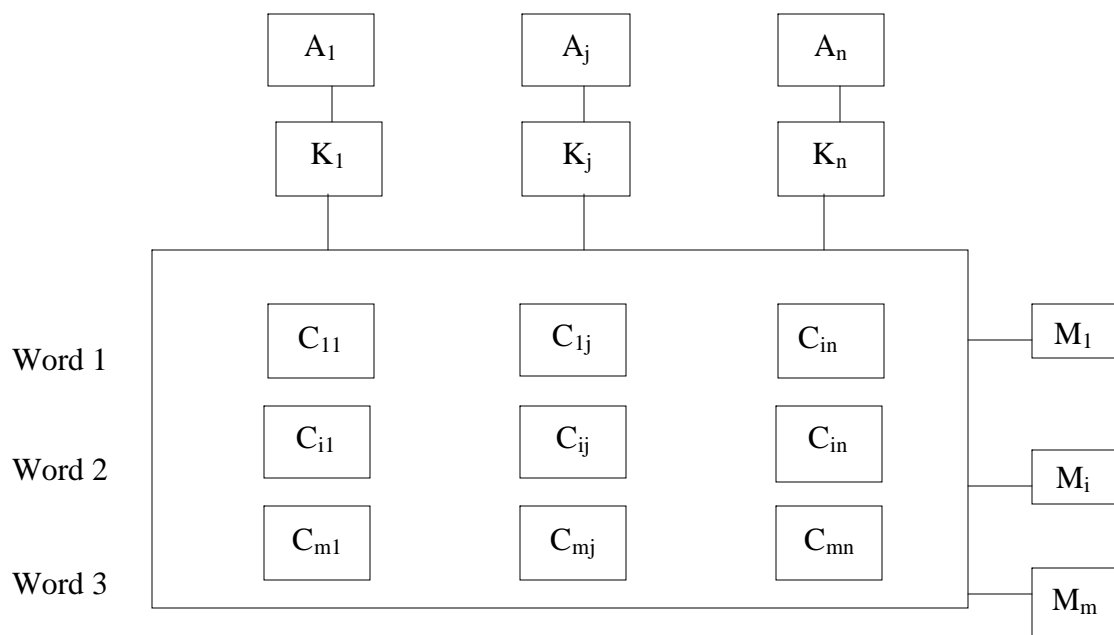 A₁ Aⱼ Aₙ
K₁ Kⱼ Kₙ
Word 1 C₁₁ C₁ⱼ Cᵢₙ M₁
Word 2 Cᵢ₁ Cᵢⱼ Cᵢₙ Mᵢ
Word 3 Cₘ₁ Cₘⱼ Cₘₙ Mₘ